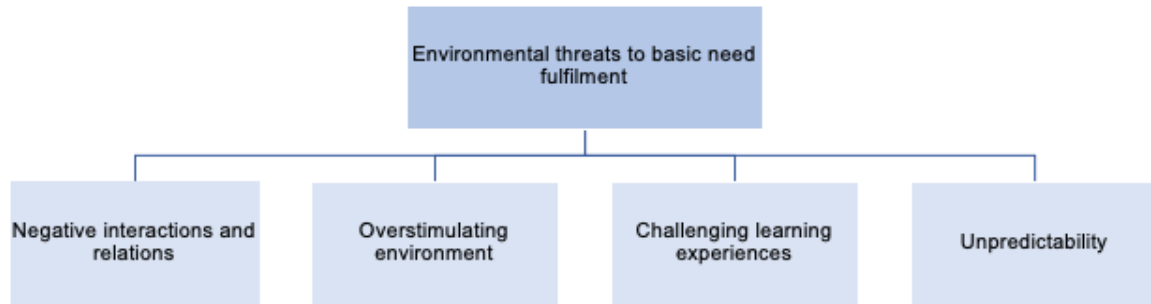 Environmental threats to basic need
fulfilment
Negative interactions and
relations
Overstimulating
environment
Challenging learning
experiences
Unpredictability